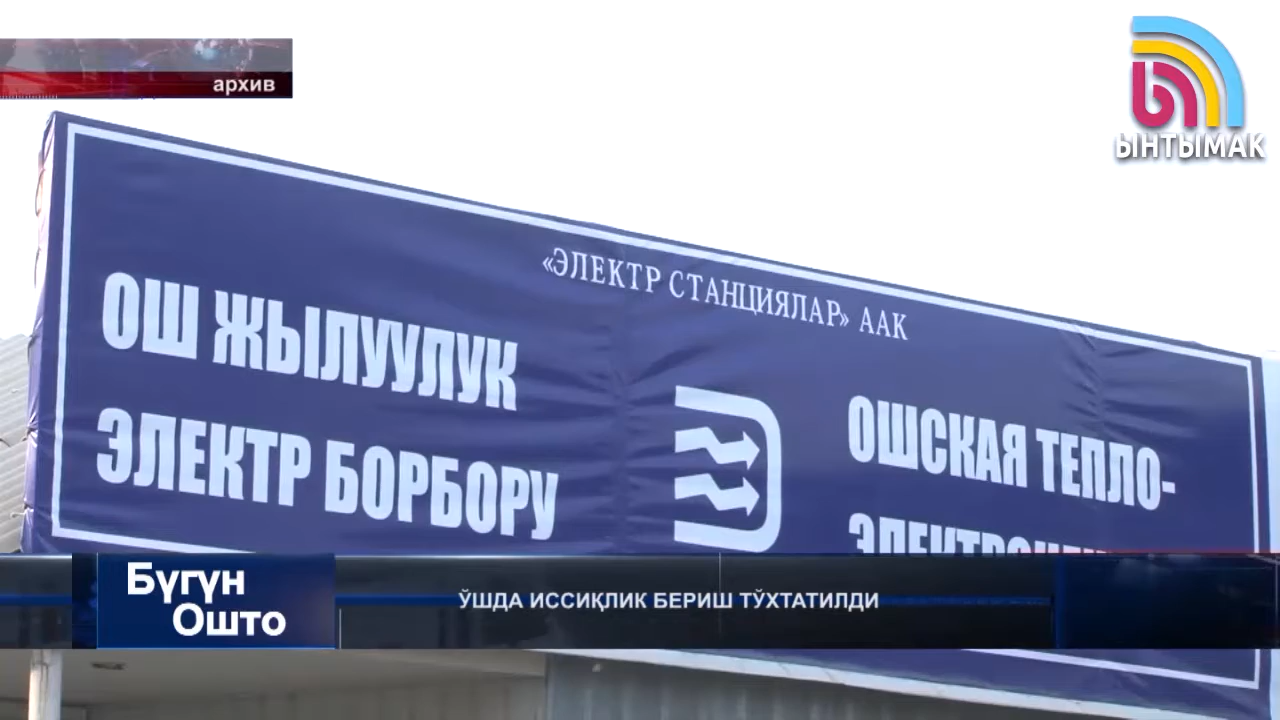 архив
ЫНТЫМАК
«ЭЛЕКТР СТАНЦИЯЛАР» ААК
ОШ ЖЫЛУУЛУК
ЭЛЕКТР БОРБОРУ
ОШСКАЯ ТЕПЛО-
Бүгүн
Ошто
ЎШДА ИССИҚЛИК БЕРИШ ТЎХТАТИЛДИ